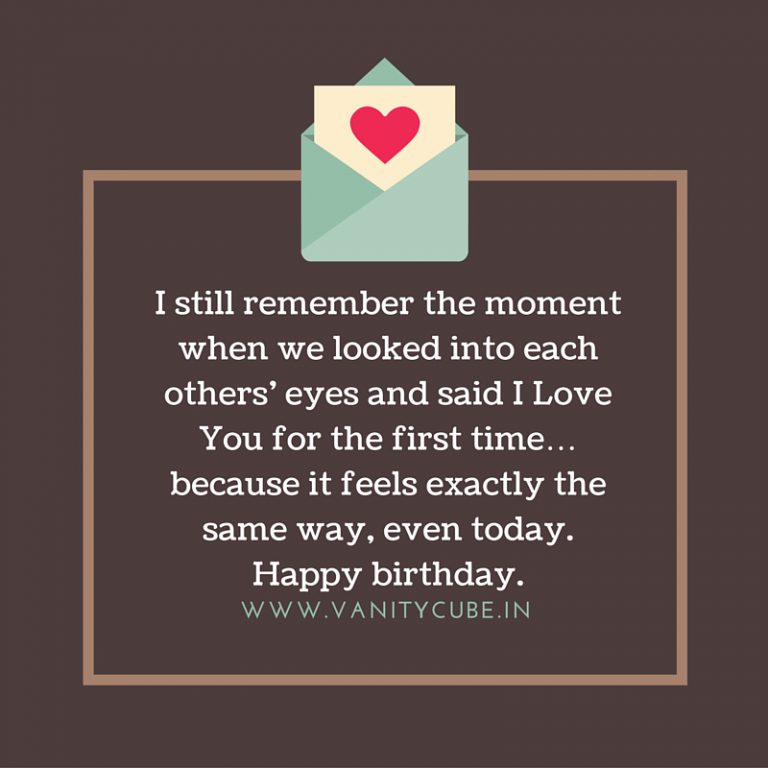 I still remember the moment
when we looked into each
others’ eyes and said I Love
You for the first time...
because it feels exactly the
same way, even today.
Happy birthday.
WWW.VANITYCUBE.IN